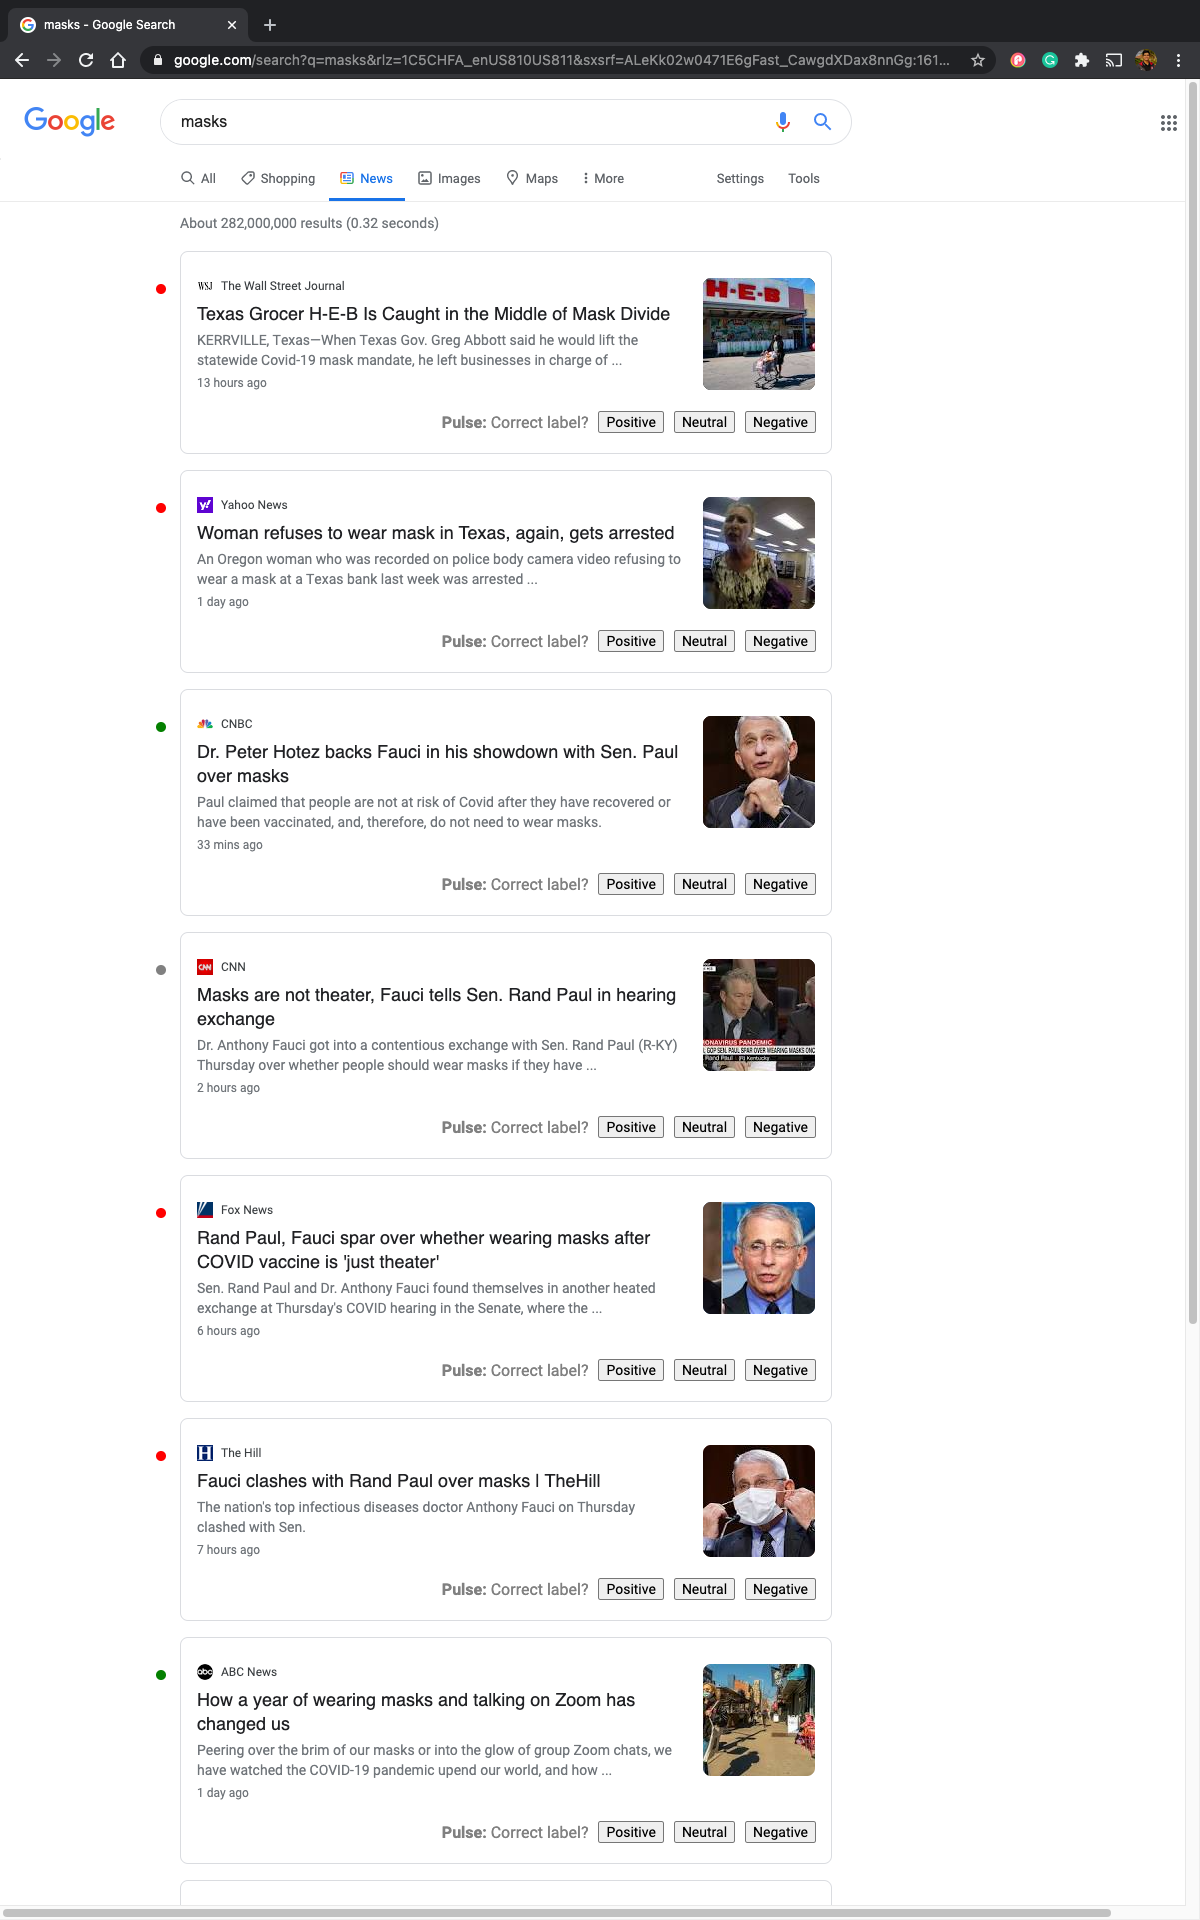 masks - Google Search
google.com/search?q=masks&rlz=1C5CHFA_enUS810US811&sxsrf=ALeKk02w0471E6gFast_CawgdXDax8nnGg:161...
Google
masks
All Shopping News Images Maps More Settings Tools
About 282,000,000 results (0.32 seconds)
WSJ The Wall Street Journal
Texas Grocer H-E-B Is Caught in the Middle of Mask Divide
KERRVILLE, Texas—When Texas Gov. Greg Abbott said he would lift the
statewide Covid-19 mask mandate, he left businesses in charge of ...
13 hours ago
H-E-B
Pulse: Correct label? Positive Neutral Negative
y! Yahoo News
Woman refuses to wear mask in Texas, again, gets arrested
An Oregon woman who was recorded on police body camera video refusing to
wear a mask at a Texas bank last week was arrested ...
1 day ago
Pulse: Correct label? Positive Neutral Negative
CNBC
Dr. Peter Hotez backs Fauci in his showdown with Sen. Paul
over masks
Paul claimed that people are not at risk of Covid after they have recovered or
have been vaccinated, and, therefore, do not need to wear masks.
33 mins ago
Pulse: Correct label? Positive Neutral Negative
CNN CNN
Masks are not theater, Fauci tells Sen. Rand Paul in hearing
exchange
Dr. Anthony Fauci got into a contentious exchange with Sen. Rand Paul (R-KY)
Thursday over whether people should wear masks if they have ...
2 hours ago
ONAVIRUS PANDEMIC
GOP SEN. PAUL SPAR OVER WEARING MASKS ONC
Rand Paul (R) Kentucky
Pulse: Correct label? Positive Neutral Negative
Fox News
Rand Paul, Fauci spar over whether wearing masks after
COVID vaccine is 'just theater'
Sen. Rand Paul and Dr. Anthony Fauci found themselves in another heated
exchange at Thursday's COVID hearing in the Senate, where the ...
6 hours ago
Pulse: Correct label? Positive Neutral Negative
H The Hill
Fauci clashes with Rand Paul over masks | TheHill
The nation's top infectious diseases doctor Anthony Fauci on Thursday
clashed with Sen.
7 hours ago
Pulse: Correct label? Positive Neutral Negative
abc ABC News
How a year of wearing masks and talking on Zoom has
changed us
Peering over the brim of our masks or into the glow of group Zoom chats, we
have watched the COVID-19 pandemic upend our world, and how ...
1 day ago
Pulse: Correct label? Positive Neutral Negative